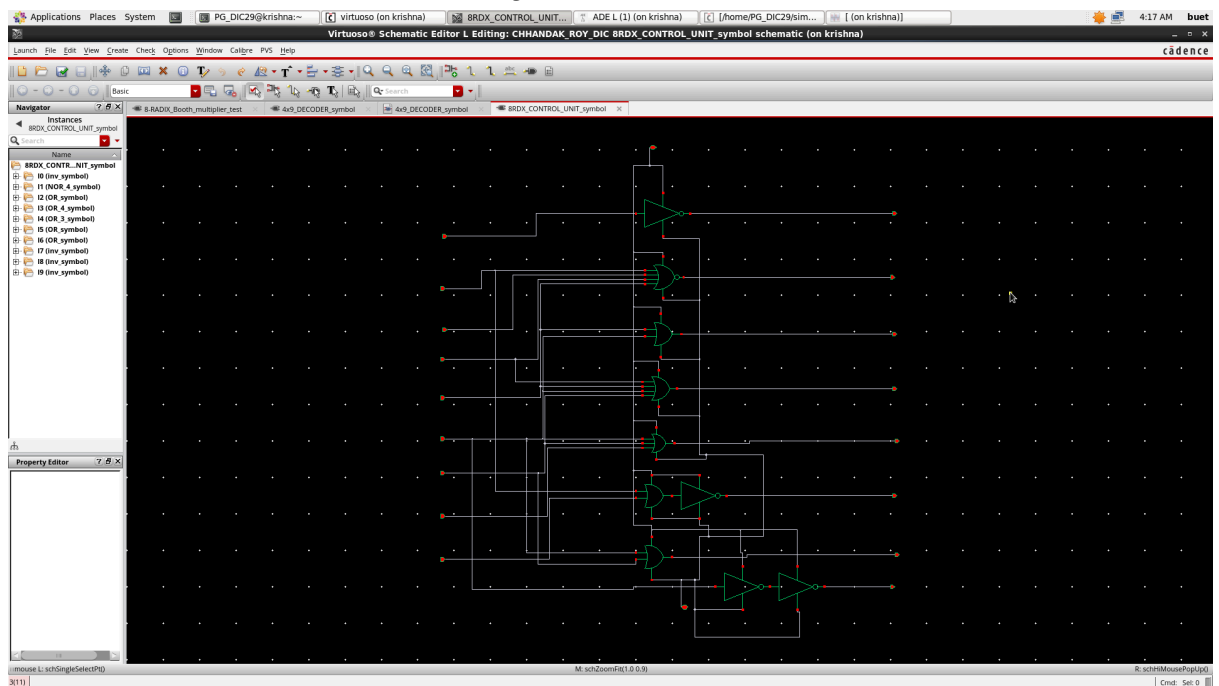 Applications Places System PG_DIC29@krishna:~ virtuoso (on krishna) 8RDX_CONTROL_UNIT... ADE L (1) (on krishna) [/home/PG_DIC29/sim... [ (on krishna)] 4:17 AM buet
Virtuoso® Schematic Editor L Editing: CHHANDAK_ROY_DIC 8RDX_CONTROL_UNIT_symbol schematic (on krishna)
Launch File Edit View Create Check Options Window Calibre PVS Help cādence
Basic Search
Navigator ? 8-RADIX_Booth_multiplier_test 4x9_DECODER_symbol 4x9_DECODER_symbol 8RDX_CONTROL_UNIT_symbol
Instances
8RDX_CONTROL_UNIT_symbol
Search
Name
8RDX_CONTR...NIT_symbol
I0 (inv_symbol)
I1 (NOR_4_symbol)
I2 (OR_symbol)
I3 (OR_4_symbol)
I4 (OR_3_symbol)
I5 (OR_symbol)
I6 (OR_symbol)
I7 (inv_symbol)
I8 (inv_symbol)
I9 (inv_symbol)
Property Editor ?
mouse L: schSingleSelectPt() M: schZoomFit(1.0 0.9) R: schHiMousePopUp()
3(11) Cmd: Sel: 0